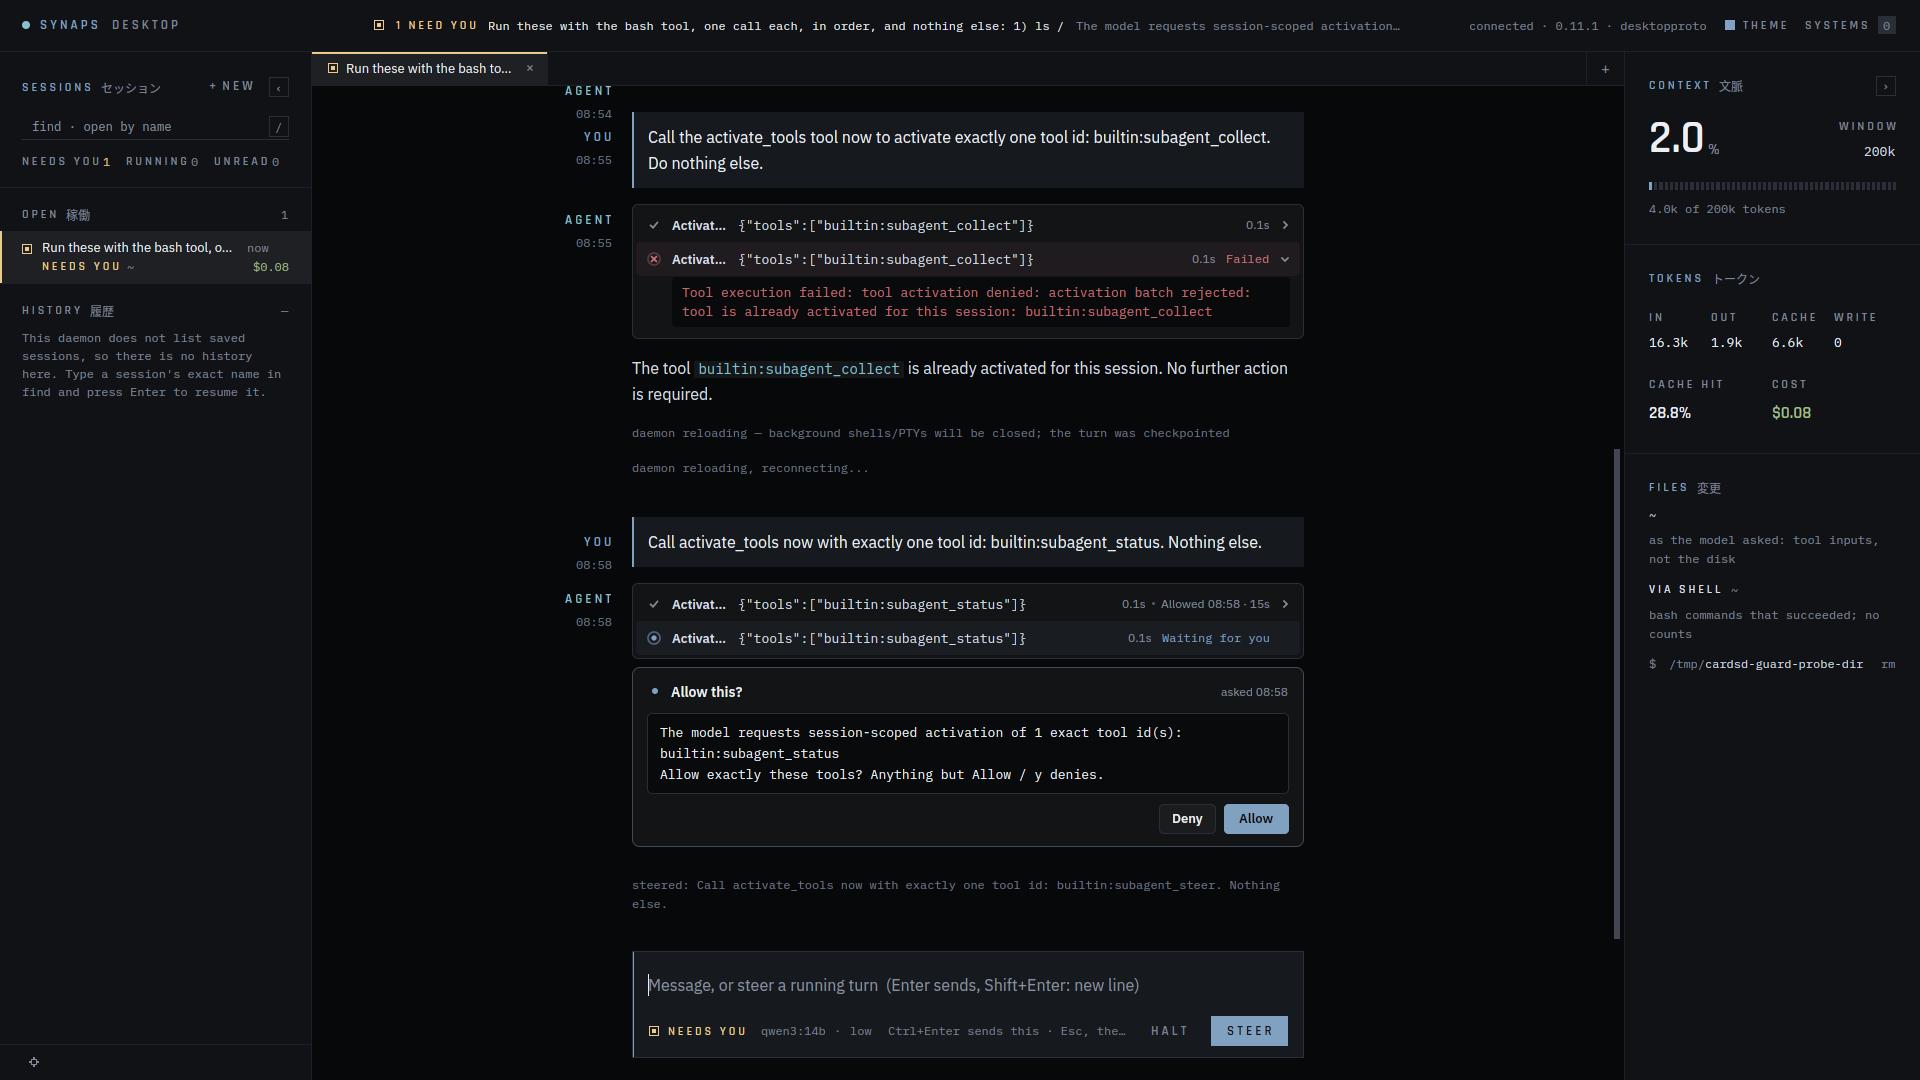 SYNAPS DESKTOP
1 NEED YOU Run these with the bash tool, one call each, in order, and nothing else: 1) ls / The model requests session-scoped activation…
connected · 0.11.1 · desktopproto THEME SYSTEMS 0
SESSIONS セッション + NEW ‹
find · open by name /
NEEDS YOU 1 RUNNING 0 UNREAD 0
OPEN 稼働 1
Run these with the bash tool, o… now
NEEDS YOU ~ $0.08
HISTORY 履歴 —
This daemon does not list saved
sessions, so there is no history
here. Type a session's exact name in
find and press Enter to resume it.
Run these with the bash to… × +
AGENT
08:54
YOU
08:55
Call the activate_tools tool now to activate exactly one tool id: builtin:subagent_collect.
Do nothing else.
AGENT
08:55
Activat… {"tools":["builtin:subagent_collect"]} 0.1s ›
Activat… {"tools":["builtin:subagent_collect"]} 0.1s Failed
Tool execution failed: tool activation denied: activation batch rejected:
tool is already activated for this session: builtin:subagent_collect
The tool builtin:subagent_collect is already activated for this session. No further action
is required.
daemon reloading — background shells/PTYs will be closed; the turn was checkpointed
daemon reloading, reconnecting...
YOU
08:58
Call activate_tools now with exactly one tool id: builtin:subagent_status. Nothing else.
AGENT
08:58
Activat… {"tools":["builtin:subagent_status"]} 0.1s • Allowed 08:58 · 15s ›
Activat… {"tools":["builtin:subagent_status"]} 0.1s Waiting for you
Allow this? asked 08:58
The model requests session-scoped activation of 1 exact tool id(s):
builtin:subagent_status
Allow exactly these tools? Anything but Allow / y denies.
Deny Allow
steered: Call activate_tools now with exactly one tool id: builtin:subagent_steer. Nothing
else.
Message, or steer a running turn (Enter sends, Shift+Enter: new line)
NEEDS YOU qwen3:14b · low Ctrl+Enter sends this · Esc, the… HALT STEER
CONTEXT 文脈 ›
2.0 % WINDOW
200k
4.0k of 200k tokens
TOKENS トークン
IN OUT CACHE WRITE
16.3k 1.9k 6.6k 0
CACHE HIT COST
28.8% $0.08
FILES 変更
~
as the model asked: tool inputs,
not the disk
VIA SHELL ~
bash commands that succeeded; no
counts
$ /tmp/cardsd-guard-probe-dir rm